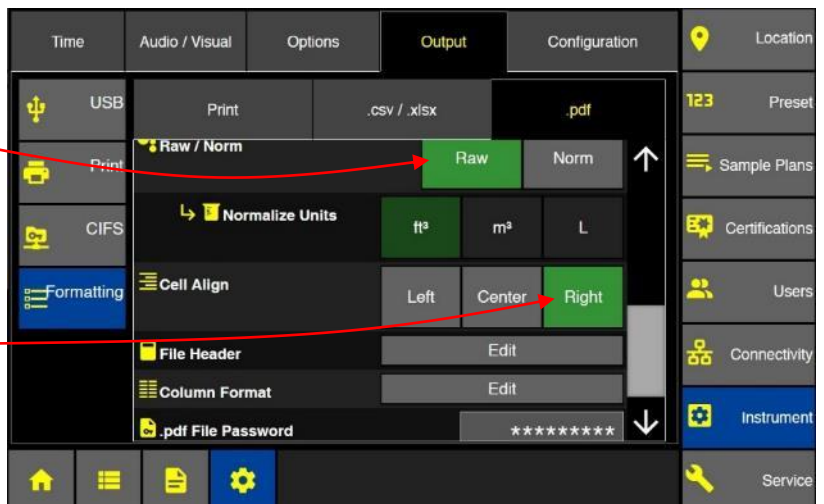 Time Audio / Visual Options Output Configuration
Location
USB
Print .csv / .xlsx .pdf
123 Preset
Print
Raw / Norm Raw Norm
Sample Plans
CIFS
Normalize Units ft³ m³ L
Certifications
Formatting
Cell Align Left Center Right
Users
File Header Edit
Connectivity
Column Format Edit
Instrument
.pdf File Password *********
Service